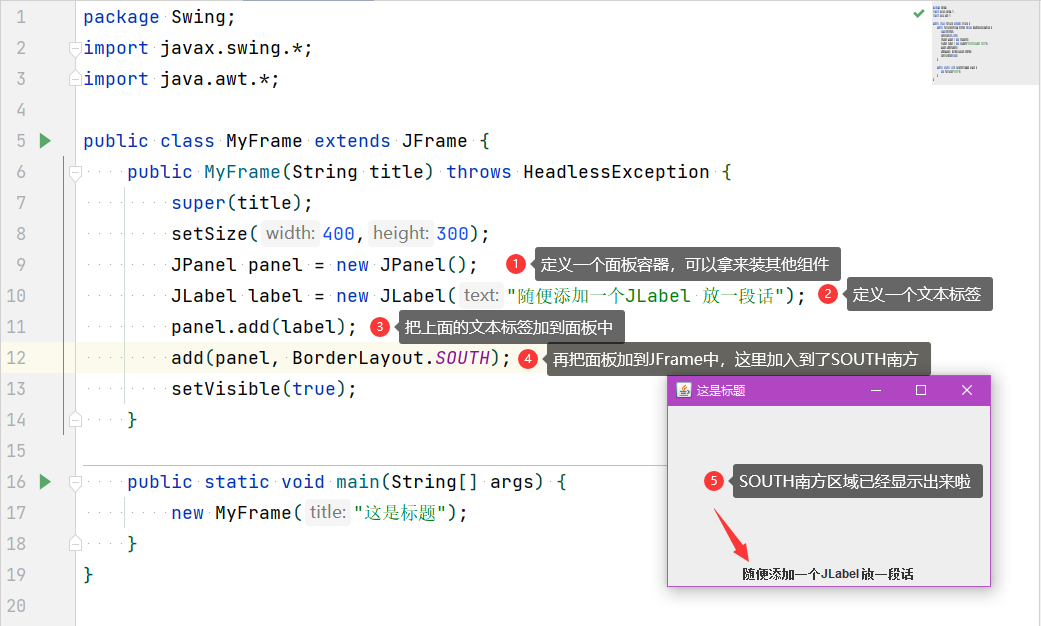 1 package Swing;
2 import javax.swing.*;
3 import java.awt.*;
4
5 public class MyFrame extends JFrame {
6 public MyFrame(String title) throws HeadlessException {
7 super(title);
8 setSize( width: 400, height: 300);
9 JPanel panel = new JPanel(); 1 定义一个面板容器，可以拿来装其他组件
10 JLabel label = new JLabel( text: "随便添加一个JLabel 放一段话"); 2 定义一个文本标签
11 panel.add(label); 3 把上面的文本标签加到面板中
12 add(panel, BorderLayout.SOUTH); 4 再把面板加到JFrame中，这里加入到了SOUTH南方
13 setVisible(true);
14 }
15
16 public static void main(String[] args) {
17 new MyFrame( title: "这是标题");
18 }
19 }
20
这是标题
5 SOUTH南方区域已经显示出来啦
随便添加一个JLabel 放一段话